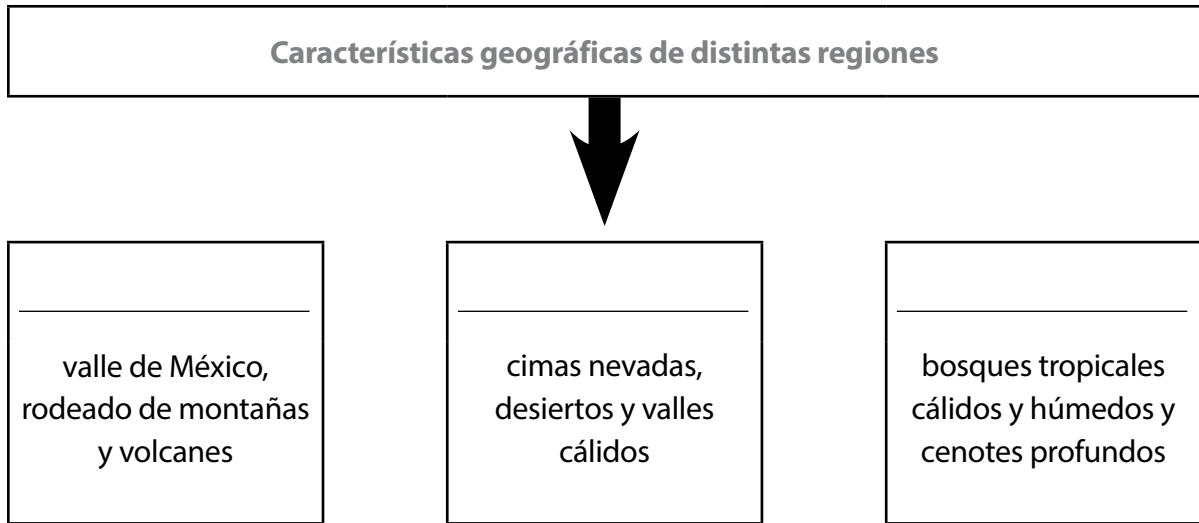 Características geográficas de distintas regiones
valle de México,
rodeado de montañas
y volcanes
cimas nevadas,
desiertos y valles
cálidos
bosques tropicales
cálidos y húmedos y
cenotes profundos